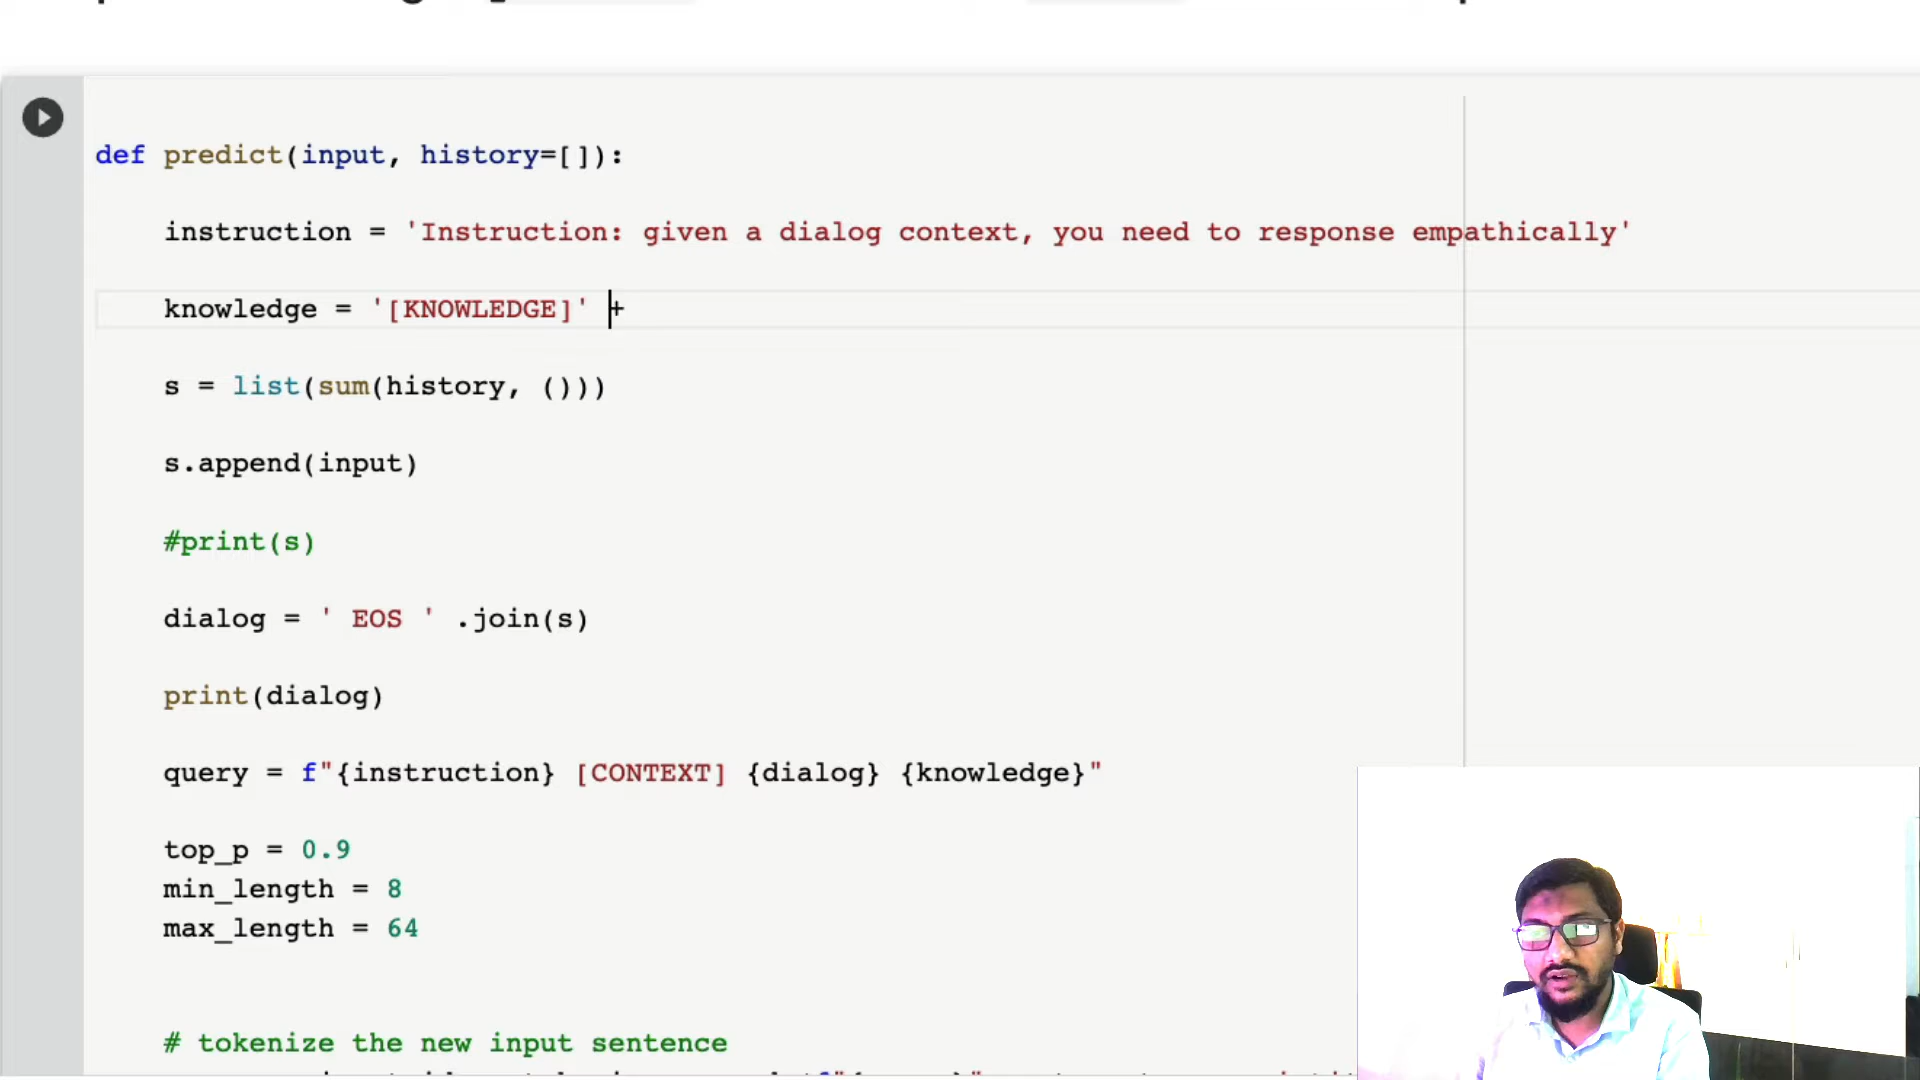 def predict(input, history=[]):
instruction = 'Instruction: given a dialog context, you need to response empathically'
knowledge = '[KNOWLEDGE]' +
s = list(sum(history, ()))
s.append(input)
#print(s)
dialog = ' EOS ' .join(s)
print(dialog)
query = f"{instruction} [CONTEXT] {dialog} {knowledge}"
top_p = 0.9
min_length = 8
max_length = 64
# tokenize the new input sentence